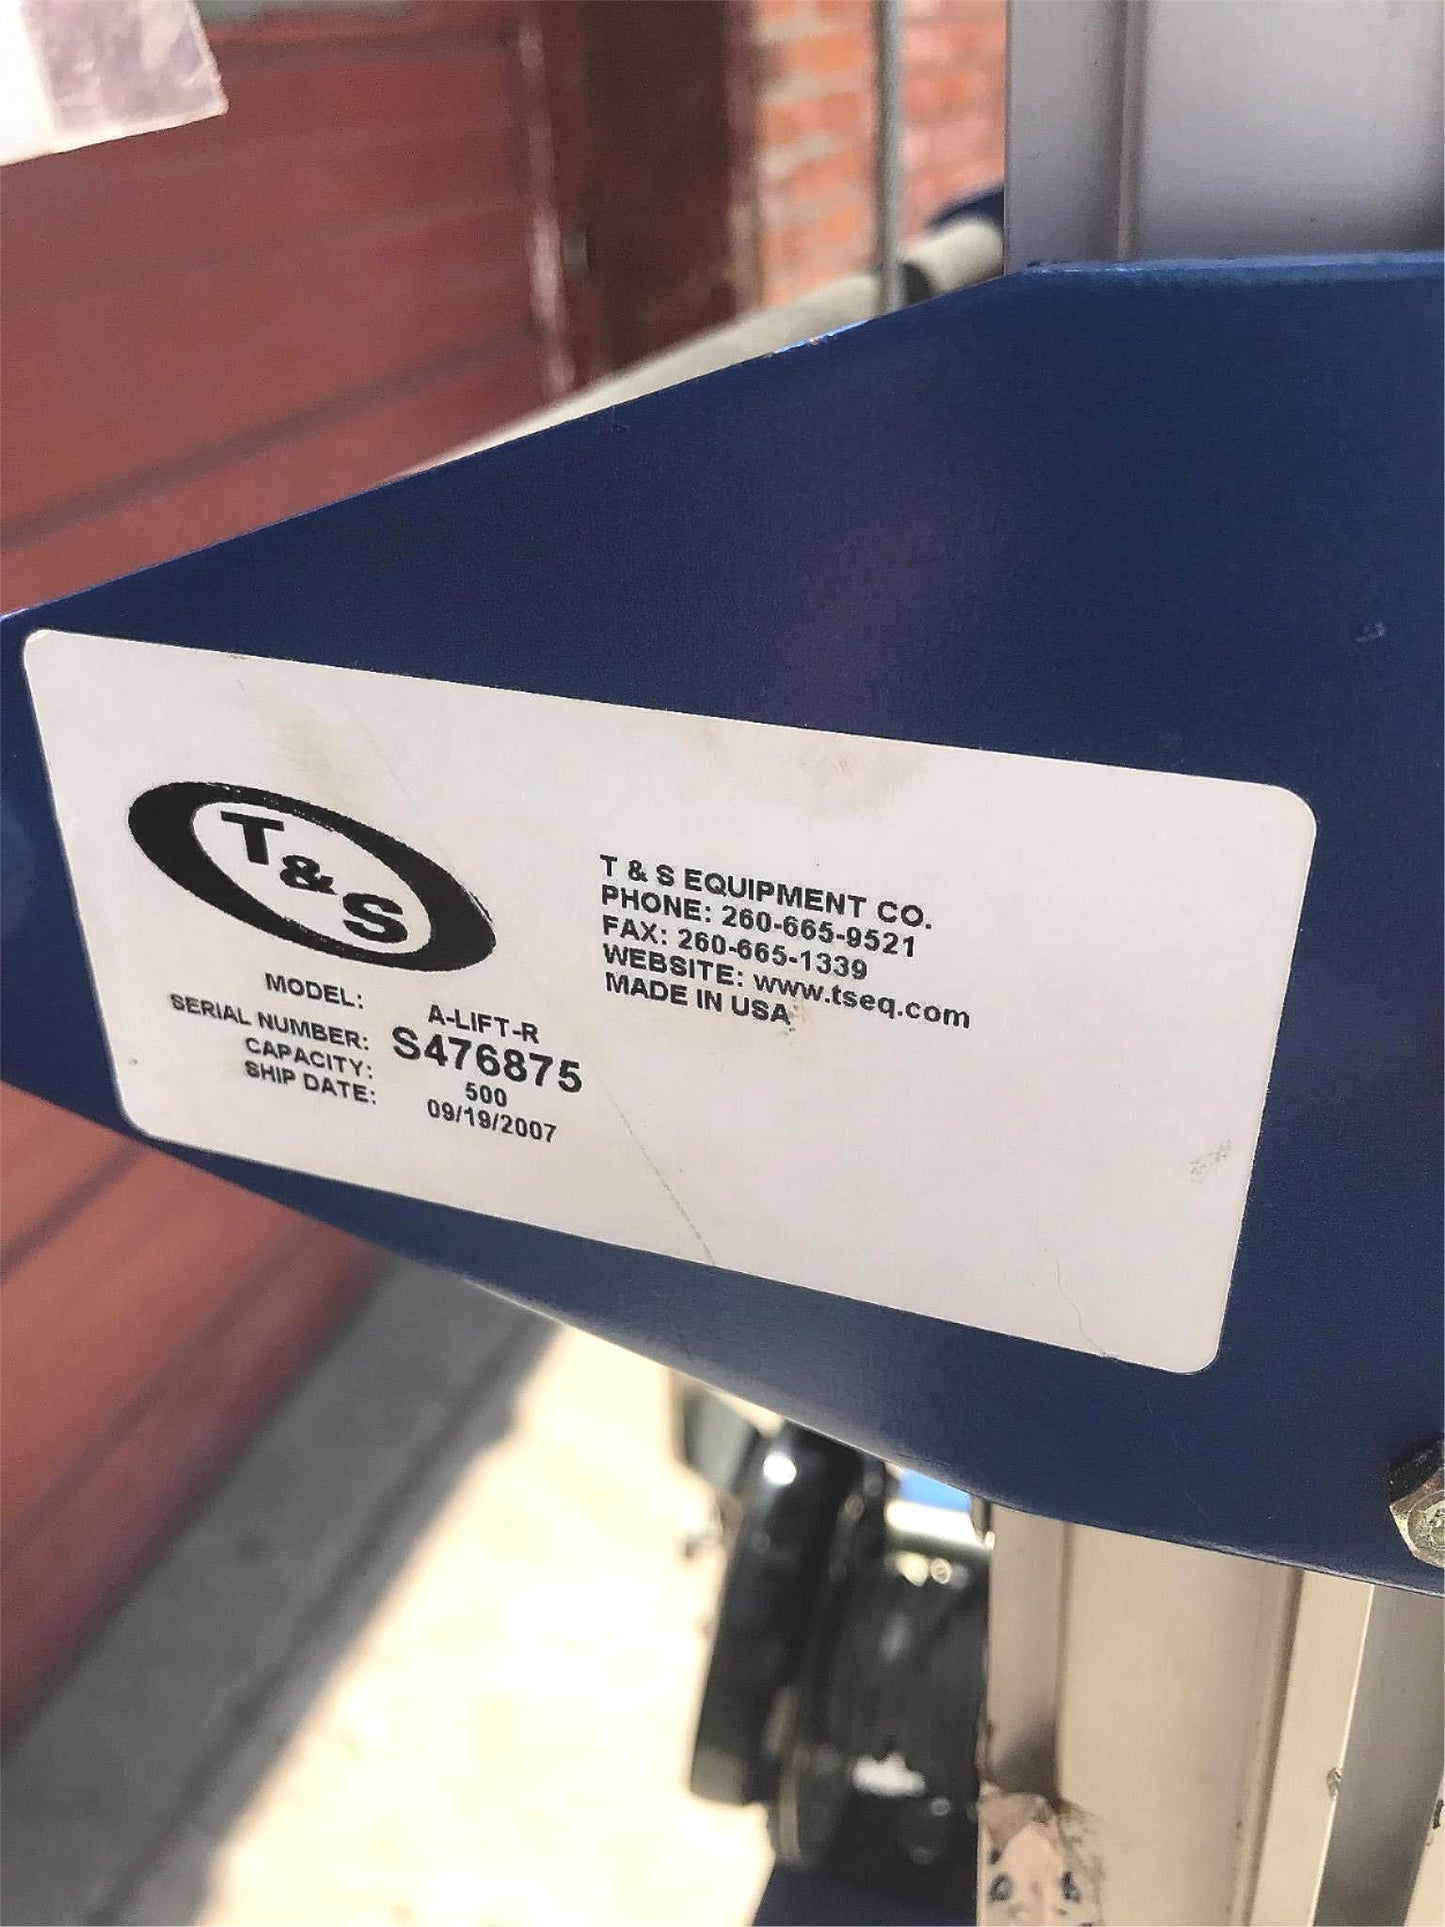 T&S
MODEL: A-LIFT-R
SERIAL NUMBER: S476875
CAPACITY: 500
SHIP DATE: 09/19/2007
T & S EQUIPMENT CO.
PHONE: 260-665-9521
FAX: 260-665-1339
WEBSITE: www.tseq.com
MADE IN USA